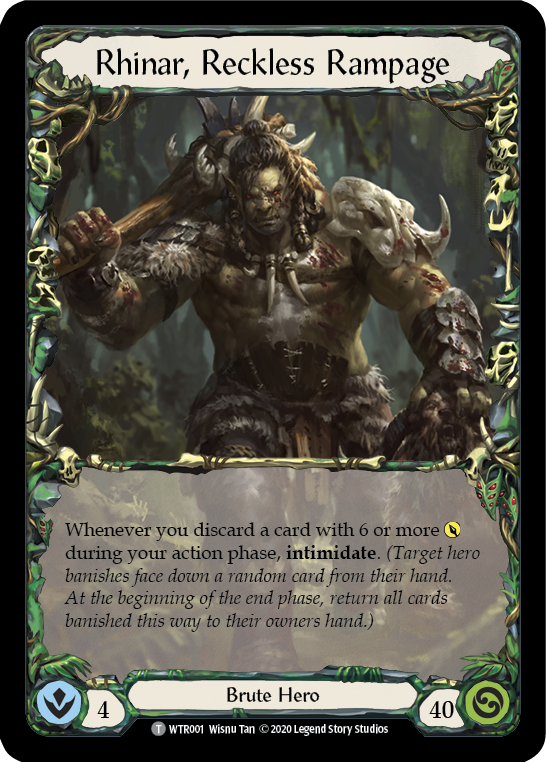 Rhinar, Reckless Rampage
Whenever you discard a card with 6 or more
during your action phase, intimidate. (Target hero
banishes face down a random card from their hand.
At the beginning of the end phase, return all cards
banished this way to their owners hand.)
Brute Hero
4
40
T WTR001 Wisnu Tan © 2020 Legend Story Studios